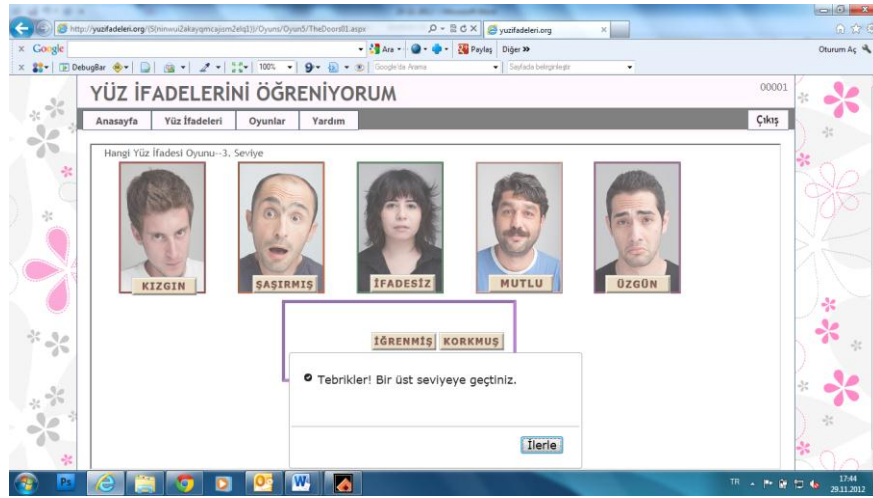 http://yuzifadeleri.org/(S(nimwui2akayqmcajism2elq1))/Oyuns/Oyun5/TheDoors81.aspx
yuzifadeleri.org
Google
Ara
Paylaş
Diğer
Oturum Aç
DebugBar
100%
Google'da Arama
Sayfada belirginleştir
YÜZ İFADELERİNİ ÖĞRENİYORUM
00001
Anasayfa Yüz İfadeleri Oyunlar Yardım Çıkış
Hangi Yüz İfadesi Oyunu--3. Seviye
KIZGIN ŞAŞIRMIŞ İFADESİZ MUTLU ÜZGÜN
İĞRENMİŞ KORKMUŞ
Tebrikler! Bir üst seviyeye geçtiniz.
İlerle
TR
17:44
29.11.2012